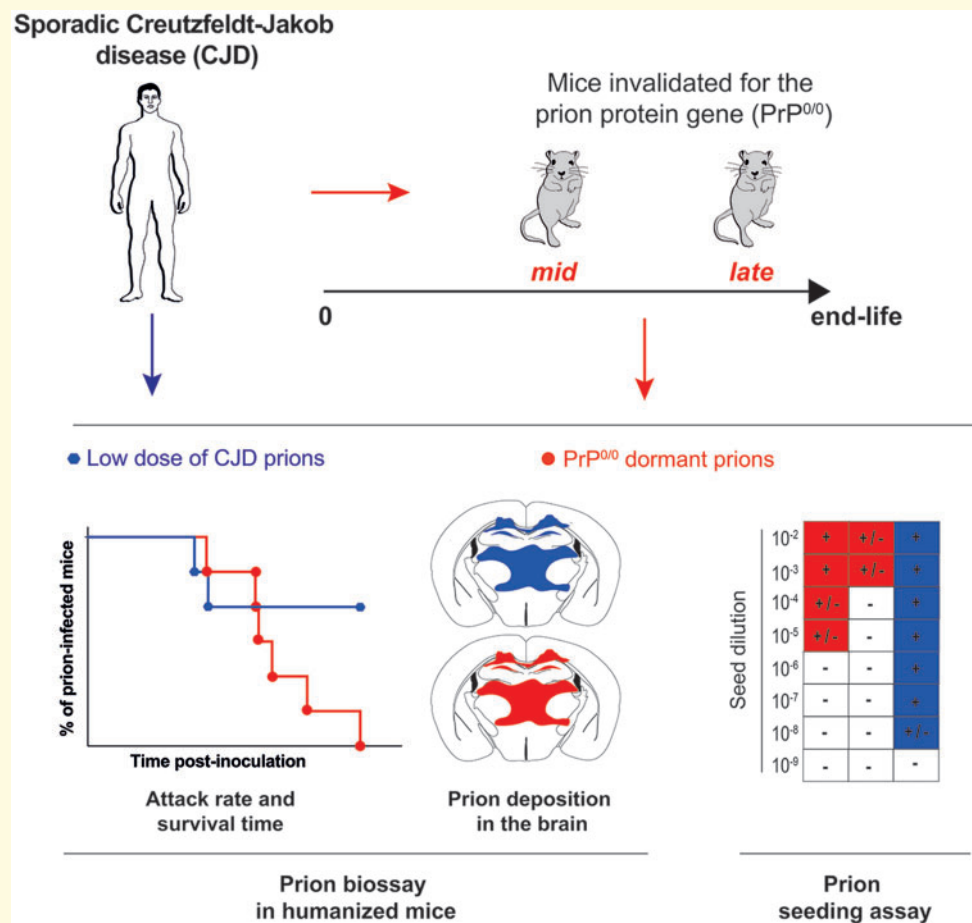 Sporadic Creutzfeldt-Jakob
disease (CJD)
Mice invalidated for the
prion protein gene (PrP0/0)
mid
late
0
end-life
Low dose of CJD prions
PrP0/0 dormant prions
% of prion-infected mice
Time post-inoculation
Attack rate and
survival time
Prion deposition
in the brain
Seed dilution
10-2 + +/- +
10-3 + +/- +
10-4 +/- - +
10-5 +/- - +
10-6 - - +
10-7 - - +
10-8 - - +/-
10-9 - - -
Prion biossay
in humanized mice
Prion
seeding assay